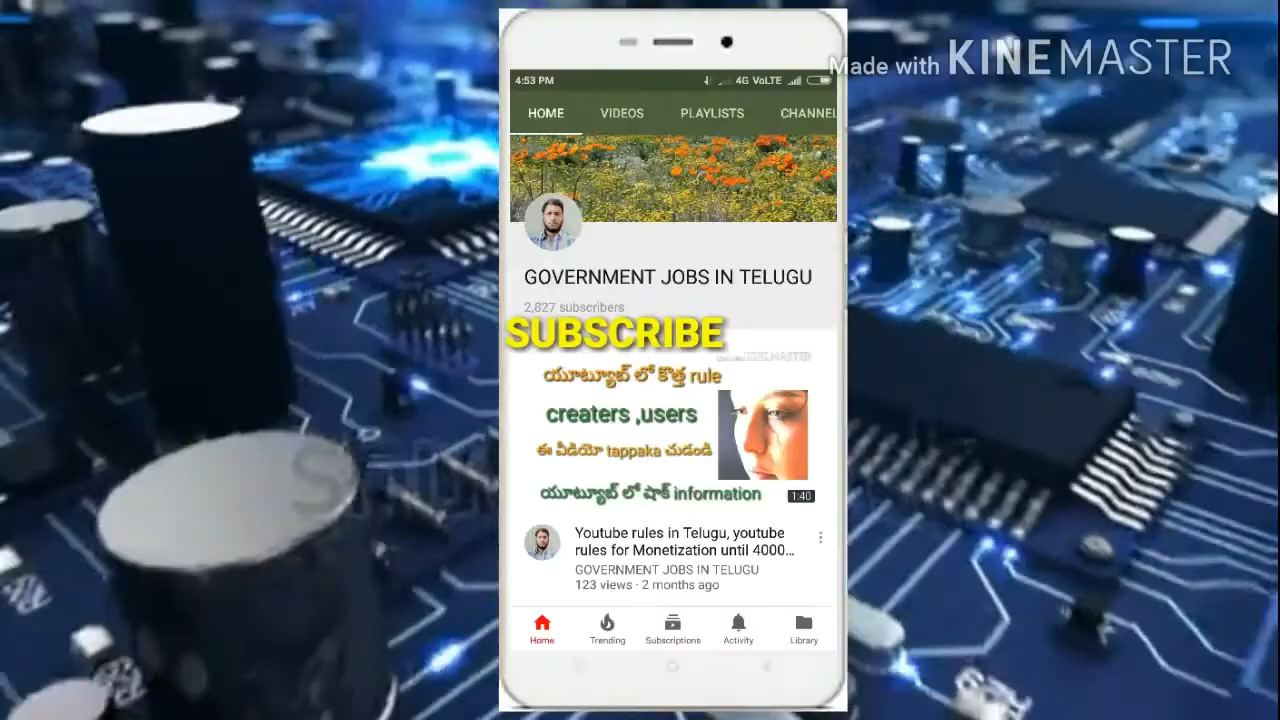 Made with KINEMASTER
4:53 PM
4G VoLTE
HOME VIDEOS PLAYLISTS CHANNEL
GOVERNMENT JOBS IN TELUGU
2,827 subscribers
SUBSCRIBE
KINEMASTER
యూట్యూబ్ లో కొత్త rule
creaters ,users
ఈ వీడియో tappaka చుడండి
యూట్యూబ్ లో షాక్ information
1:40
Youtube rules in Telugu, youtube
rules for Monetization until 4000...
GOVERNMENT JOBS IN TELUGU
123 views · 2 months ago
Home Trending Subscriptions Activity Library